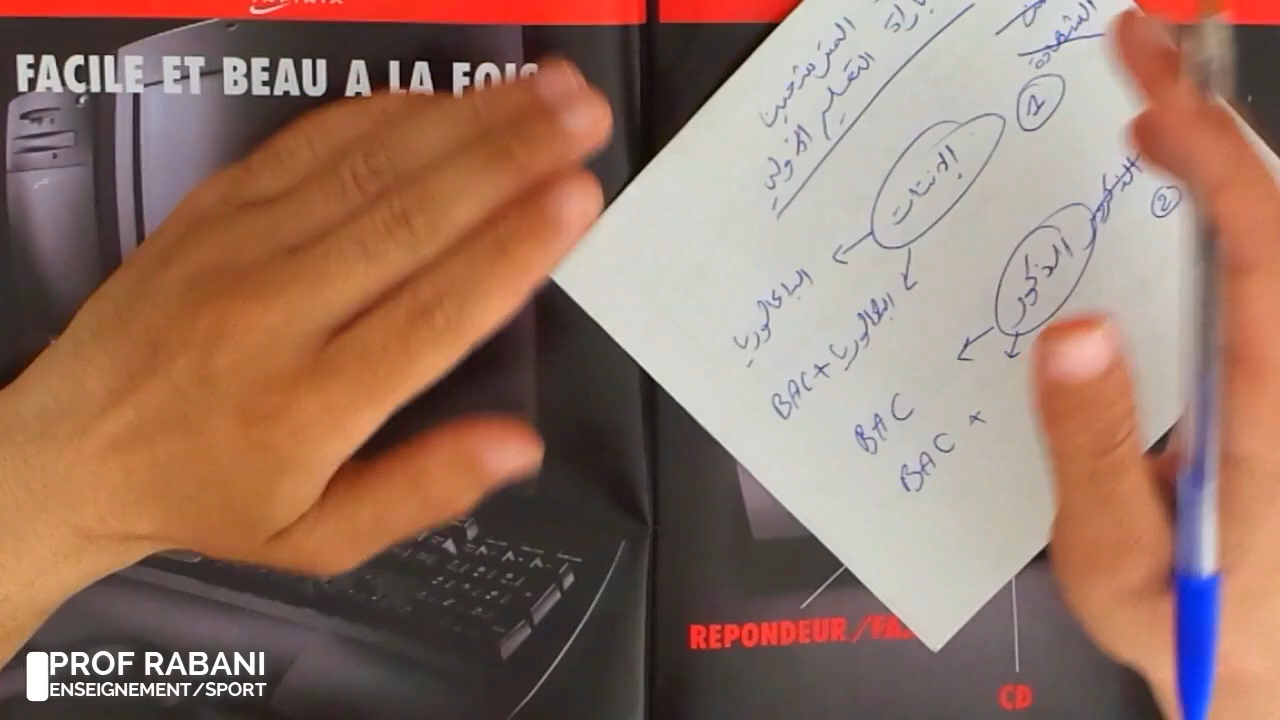 FACILE ET BEAU A LA FOIS
المترشحين
التعليم الأولي
1
الإناث
2
الذكور
الباكالوريا
BAC+ البكالوريا
BAC
BAC +
REPONDEUR/FA
CD
PROF RABANI
ENSEIGNEMENT/SPORT